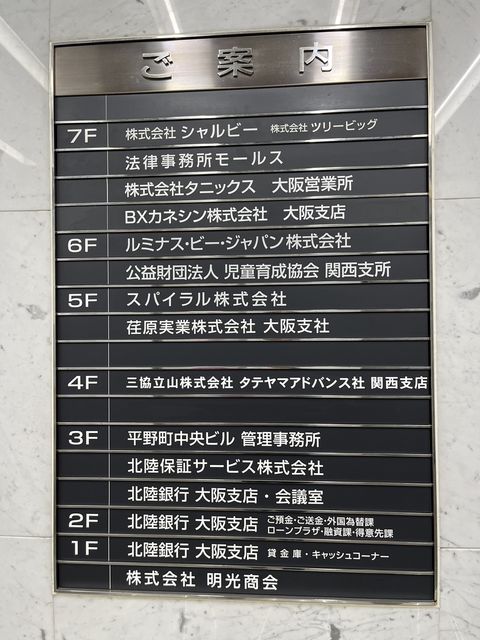 ご案内
7F 株式会社 シャルビー 株式会社 ツリービッグ
法律事務所モールス
株式会社タニックス 大阪営業所
BXカネシン株式会社 大阪支店
6F ルミナス・ビー・ジャパン株式会社
公益財団法人 児童育成協会 関西支所
5F スパイラル株式会社
荏原実業株式会社 大阪支社
4F 三協立山株式会社 タテヤマアドバンス社 関西支店
3F 平野町中央ビル 管理事務所
北陸保証サービス株式会社
北陸銀行 大阪支店・会議室
2F 北陸銀行 大阪支店 ご預金・ご送金・外国為替課
ローンプラザ・融資課・得意先課
1F 北陸銀行 大阪支店 貸金庫・キャッシュコーナー
株式会社 明光商会